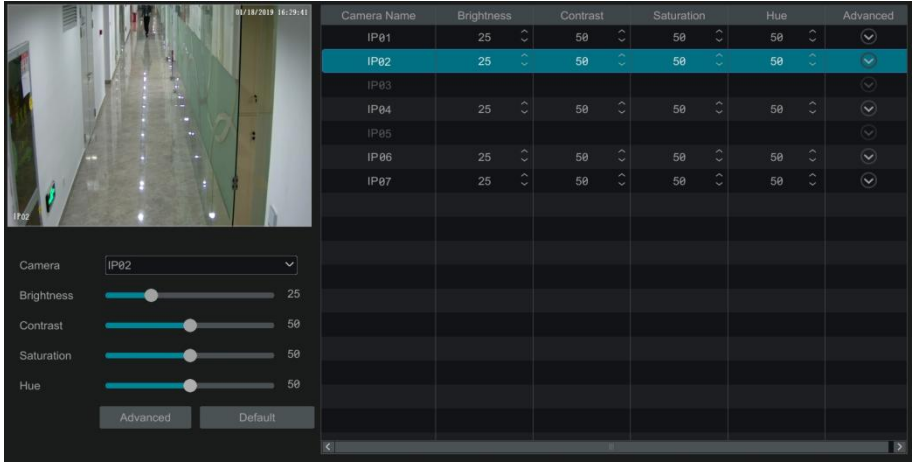 01/18/2019 16:29:41
IP02
Camera IP02
Brightness 25
Contrast 50
Saturation 50
Hue 50
Advanced Default
Camera Name Brightness Contrast Saturation Hue Advanced
IP01 25 50 50 50
IP02 25 50 50 50
IP03
IP04 25 50 50 50
IP05
IP06 25 50 50 50
IP07 25 50 50 50